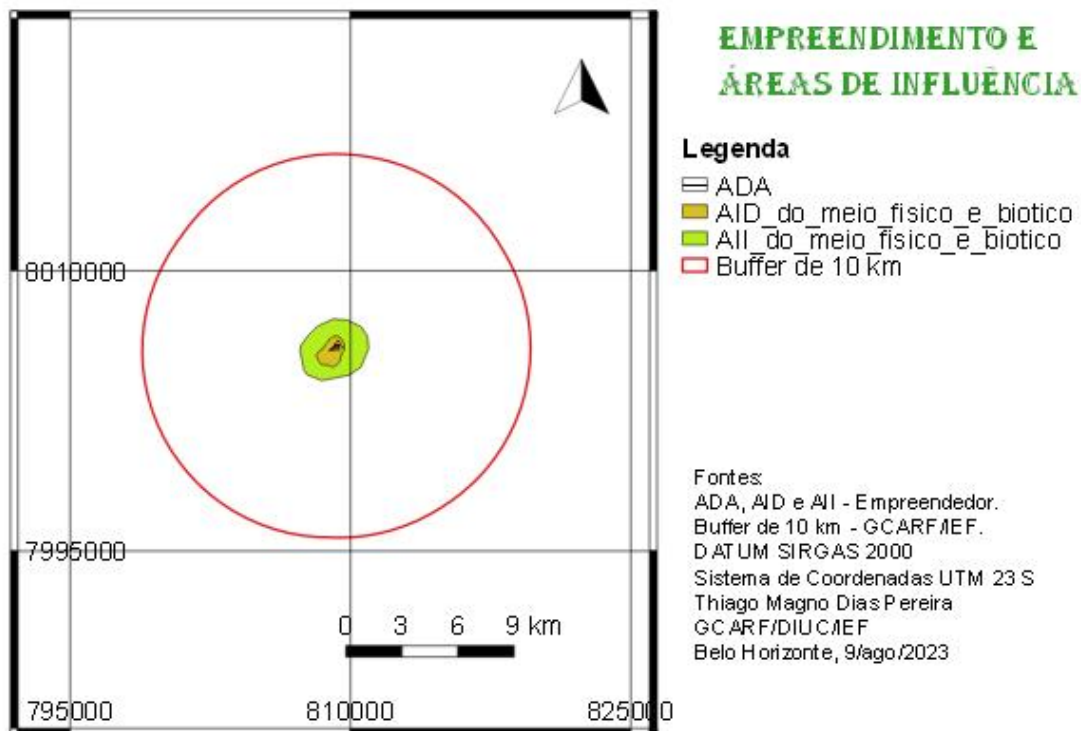 EMPREENDIMENTO E
ÁREAS DE INFLUÊNCIA
Legenda
ADA
AID_do_meio_fisico_e_biotico
AII_do_meio_fisico_e_biotico
Buffer de 10 km
8010000
7995000
0 3 6 9 km
795000 810000 825000
Fontes:
ADA, AID e AII - Empreendedor.
Buffer de 10 km - GCARF/IEF.
DATUM SIRGAS 2000
Sistema de Coordenadas UTM 23 S
Thiago Magno Dias Pereira
GCARF/DIUC/IEF
Belo Horizonte, 9/ago/2023